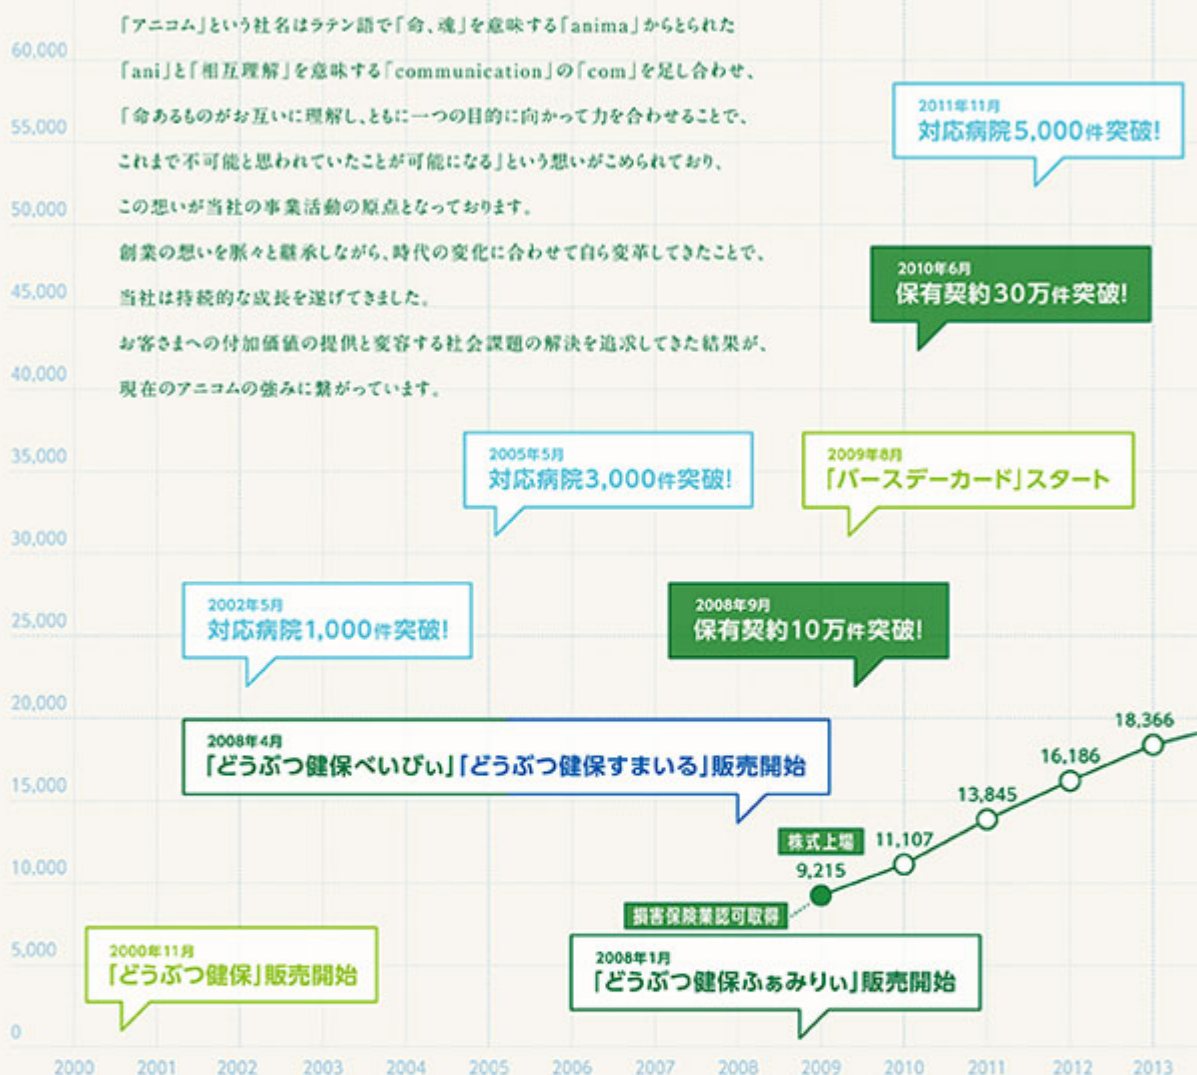 「アニコム」という社名はラテン語で「命、魂」を意味する「anima」からとられた
「ani」と「相互理解」を意味する「communication」の「com」を足し合わせ、
「命あるものがお互いに理解し、ともに一つの目的に向かって力を合わせることで、
これまで不可能と思われていたことが可能になる」という想いがこめられており、
この想いが当社の事業活動の原点となっております。
創業の想いを脈々と継承しながら、時代の変化に合わせて自ら変革してきたことで、
当社は持続的な成長を遂げてきました。
お客さまへの付加価値の提供と変容する社会課題の解決を追求してきた結果が、
現在のアニコムの強みに繋がっています。
60,000
55,000
50,000
45,000
40,000
35,000
30,000
25,000
20,000
15,000
10,000
5,000
0
2011年11月
対応病院5,000件突破!
2010年6月
保有契約30万件突破!
2005年5月
対応病院3,000件突破!
2009年8月
「バースデーカード」スタート
2002年5月
対応病院1,000件突破!
2008年9月
保有契約10万件突破!
2008年4月
「どうぶつ健保べいびぃ」「どうぶつ健保すまいる」販売開始
18,366
16,186
13,845
11,107
株式上場
9,215
損害保険業認可取得
2000年11月
「どうぶつ健保」販売開始
2008年1月
「どうぶつ健保ふぁみりぃ」販売開始
2000 2001 2002 2003 2004 2005 2006 2007 2008 2009 2010 2011 2012 2013